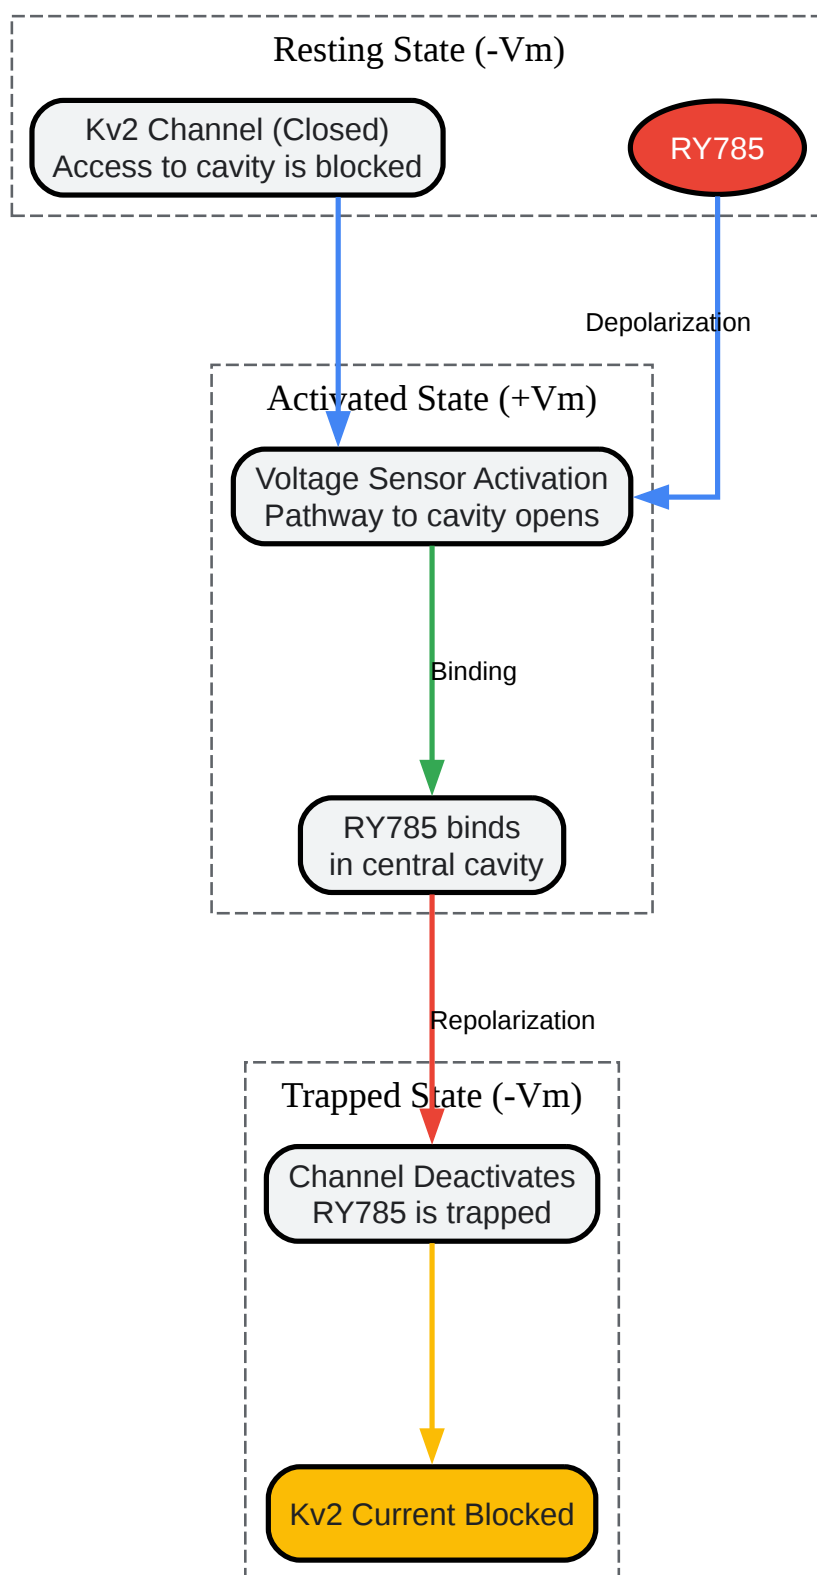 Resting State (-Vm)
Kv2 Channel (Closed)
Access to cavity is blocked
RY785
Depolarization
Activated State (+Vm)
Voltage Sensor Activation
Pathway to cavity opens
Binding
RY785 binds
in central cavity
Repolarization
Trapped State (-Vm)
Channel Deactivates
RY785 is trapped
Kv2 Current Blocked